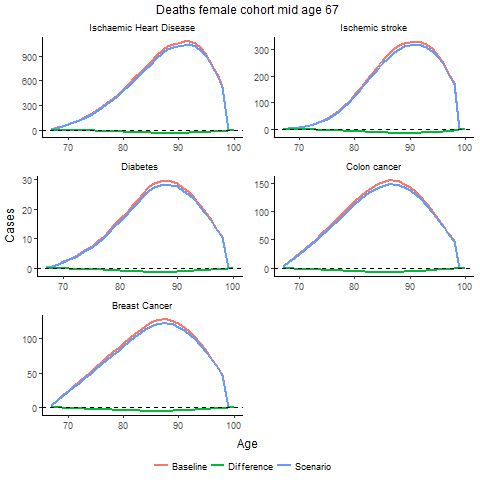 Deaths female cohort mid age 67
Ischaemic Heart Disease
Ischemic stroke
900
600
300
0
70 80 90 100
300
200
100
0
70 80 90 100
Diabetes
Colon cancer
30
20
10
0
70 80 90 100
150
100
50
0
70 80 90 100
Cases
Breast Cancer
100
50
0
70 80 90 100
Age
Baseline Difference Scenario